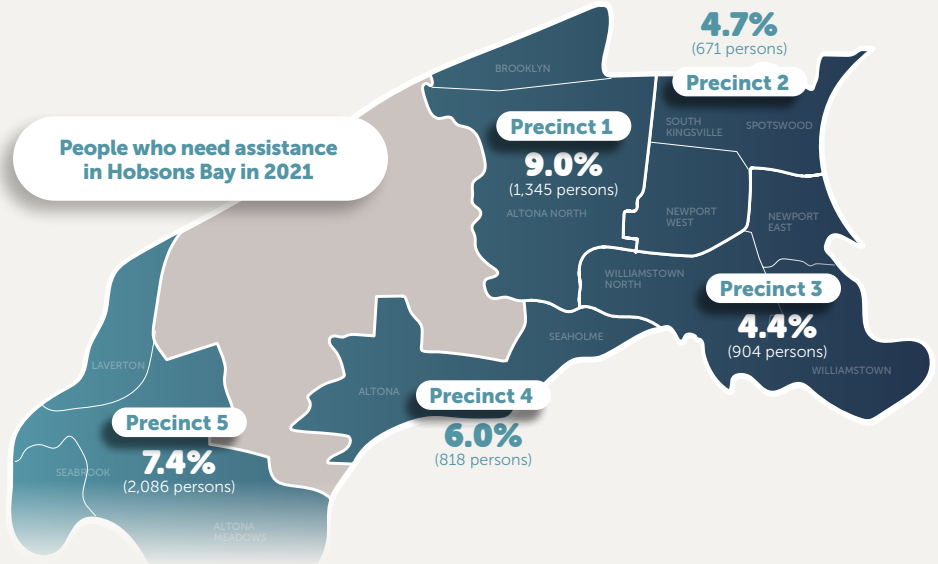 4.7%
(671 persons)
Precinct 2
BROOKLYN
Precinct 1
9.0%
(1,345 persons)
ALTONA NORTH
SOUTH
KINGSVILLE
SPOTSWOOD
People who need assistance
in Hobsons Bay in 2021
NEWPORT
WEST
NEWPORT
EAST
WILLIAMSTOWN
NORTH
Precinct 3
4.4%
(904 persons)
WILLIAMSTOWN
SEAHOLME
LAVERTON
ALTONA
Precinct 4
6.0%
(818 persons)
Precinct 5
7.4%
(2,086 persons)
SEABROOK
ALTONA
MEADOWS